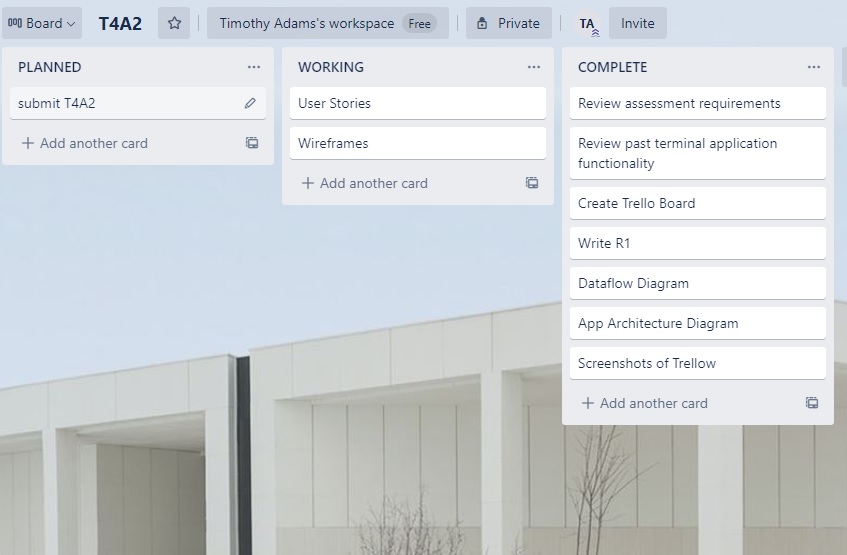 Board T4A2 Timothy Adams's workspace Free Private TA Invite
PLANNED
submit T4A2
Add another card
WORKING
User Stories
Wireframes
Add another card
COMPLETE
Review assessment requirements
Review past terminal application
functionality
Create Trello Board
Write R1
Dataflow Diagram
App Architecture Diagram
Screenshots of Trellow
Add another card